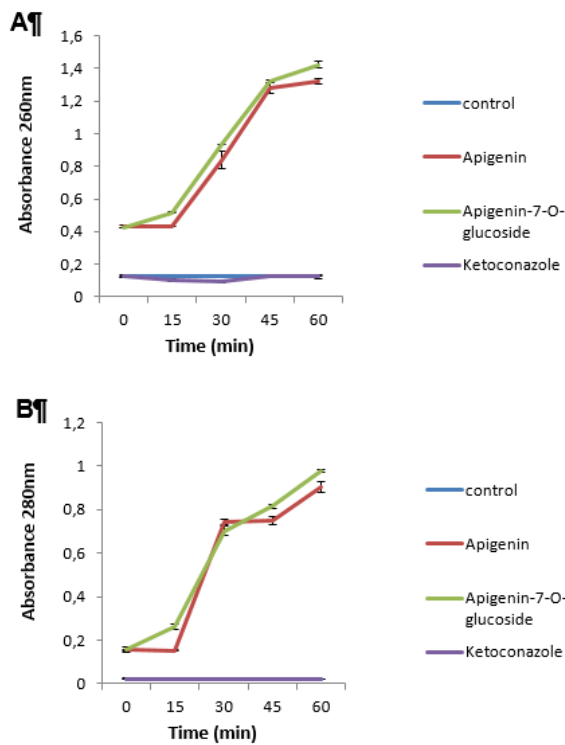 A¶
Absorbance 260nm
1,6
1,4
1,2
1
0,8
0,6
0,4
0,2
0
0 15 30 45 60
Time (min)
control
Apigenin
Apigenin-7-O-
glucoside
Ketoconazole
B¶
Absorbance 280nm
1,2
1
0,8
0,6
0,4
0,2
0
0 15 30 45 60
Time (min)
control
Apigenin
Apigenin-7-O-
glucoside
Ketoconazole